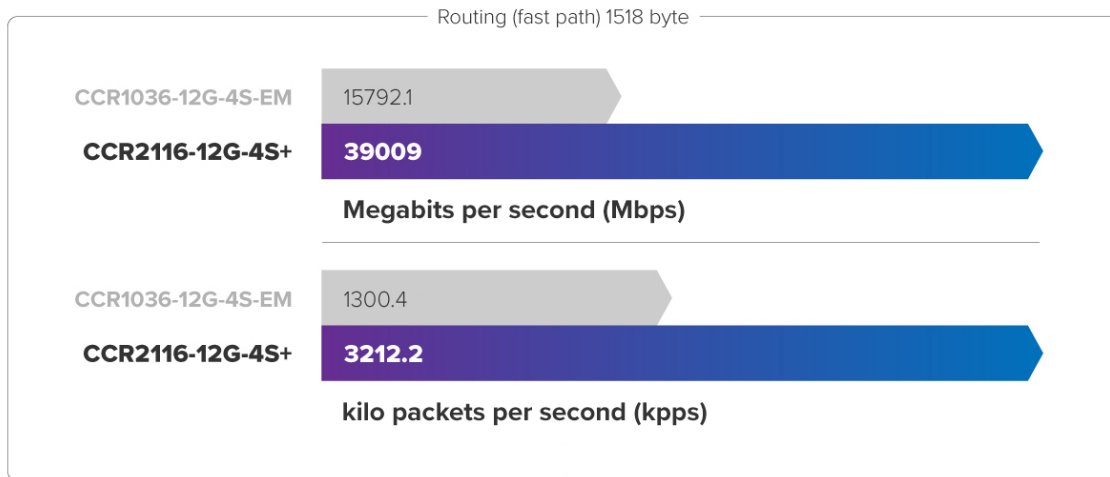 Routing (fast path) 1518 byte
CCR1036-12G-4S-EM 15792.1
CCR2116-12G-4S+ 39009
Megabits per second (Mbps)
CCR1036-12G-4S-EM 1300.4
CCR2116-12G-4S+ 3212.2
kilo packets per second (kpps)